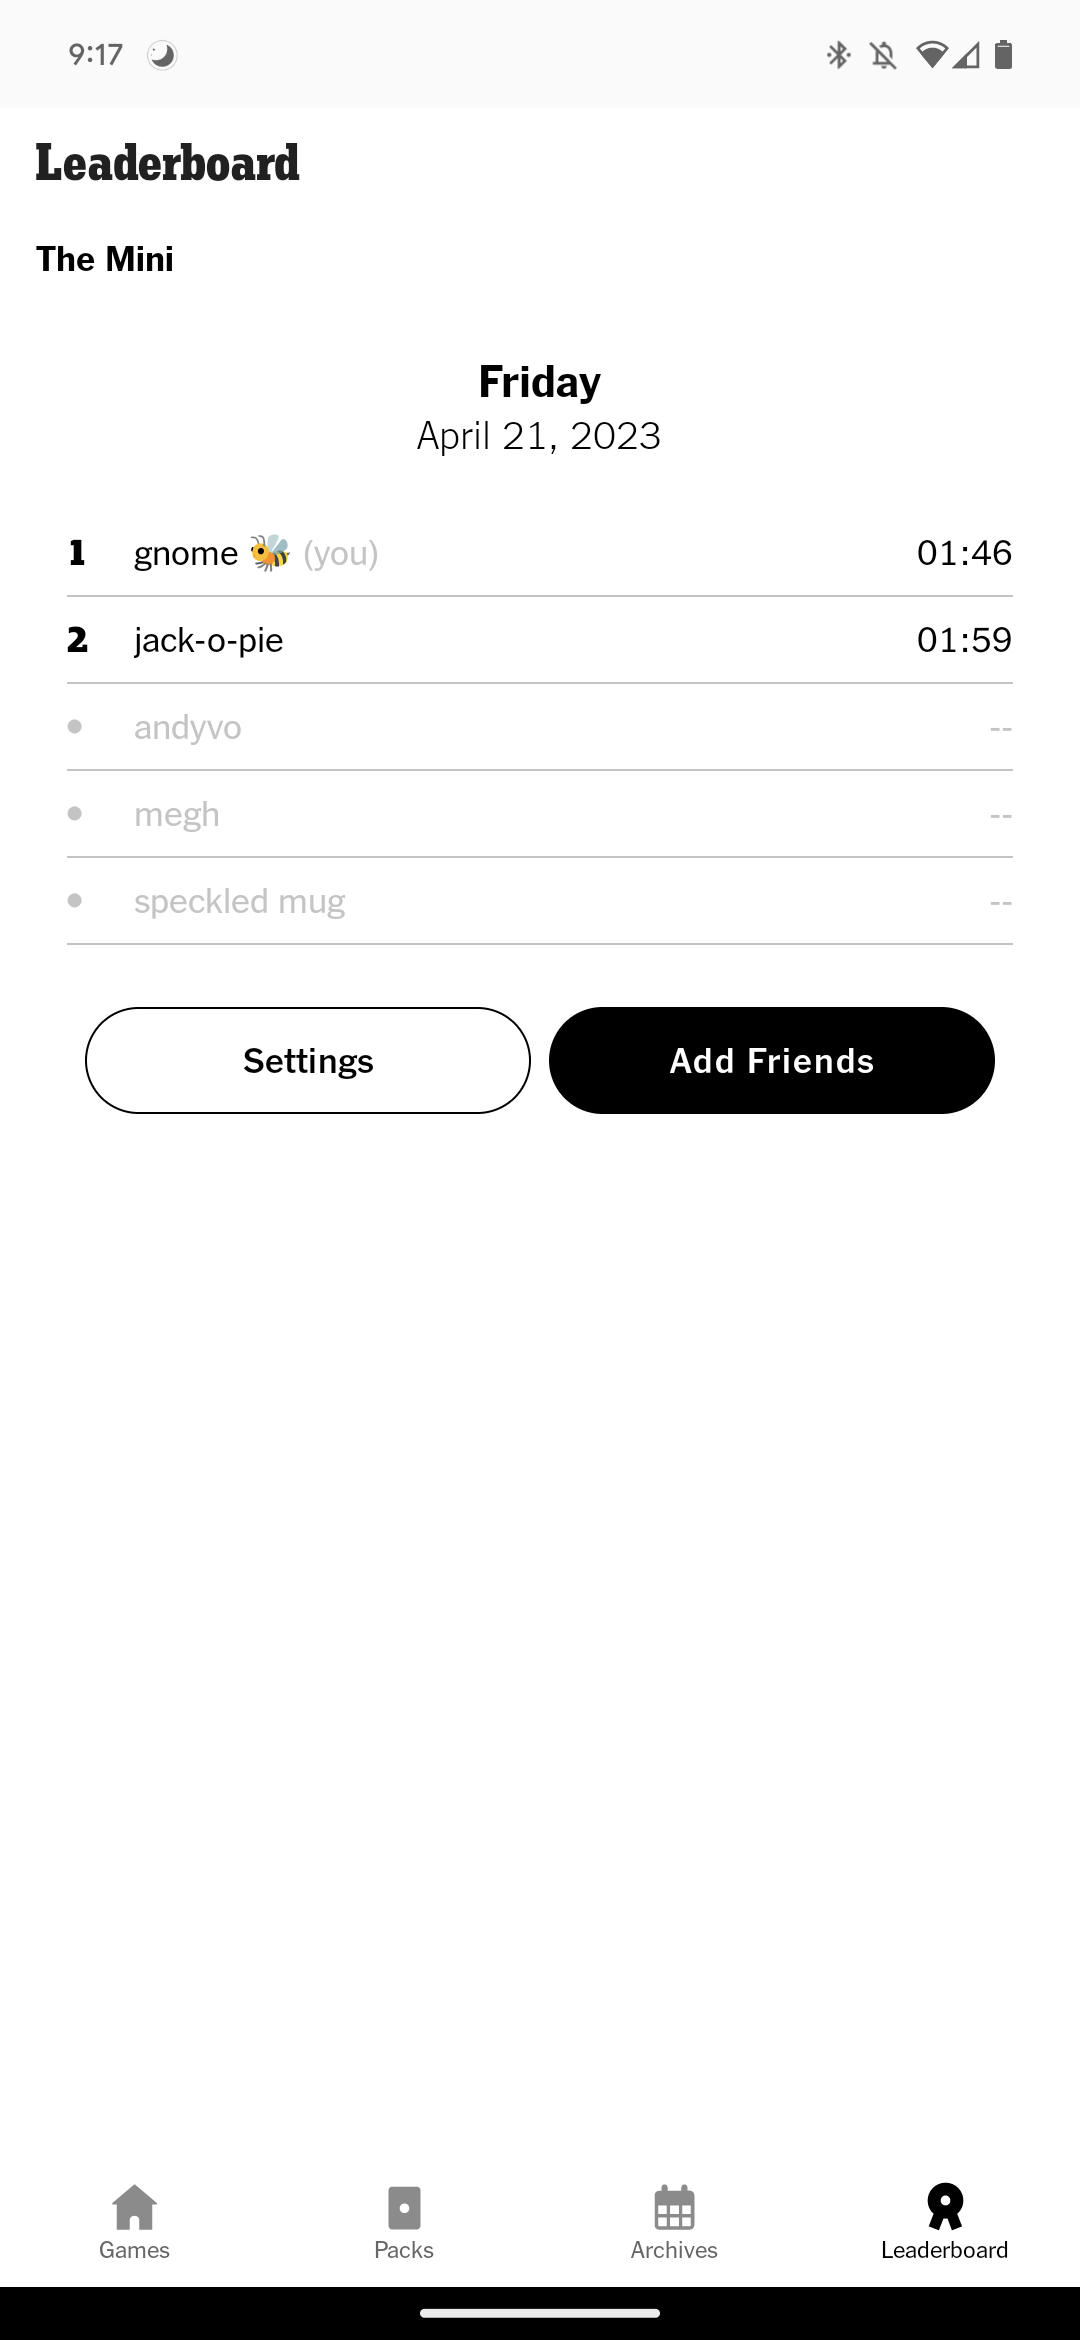 9:17
Leaderboard
The Mini
Friday
April 21, 2023
1 gnome 🐝 (you) 01:46
2 jack-o-pie 01:59
• andyvo --
• megh --
• speckled mug --
Settings Add Friends
Games Packs Archives Leaderboard